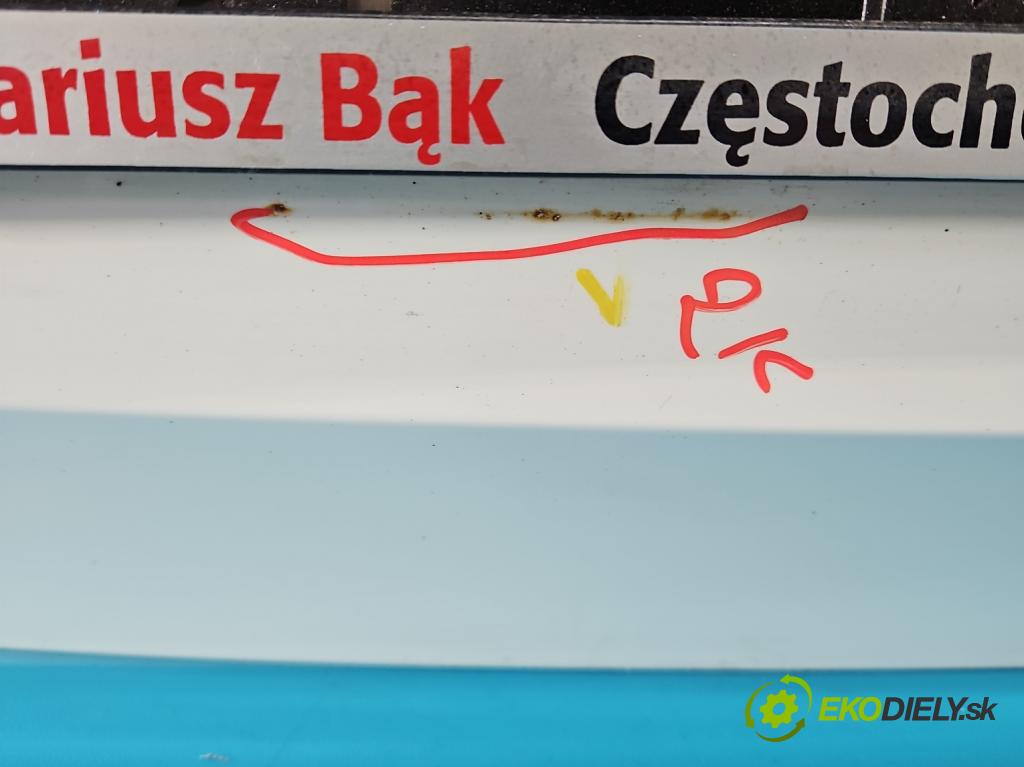 ariusz Bąk Częstoch
EKODIELY.sk